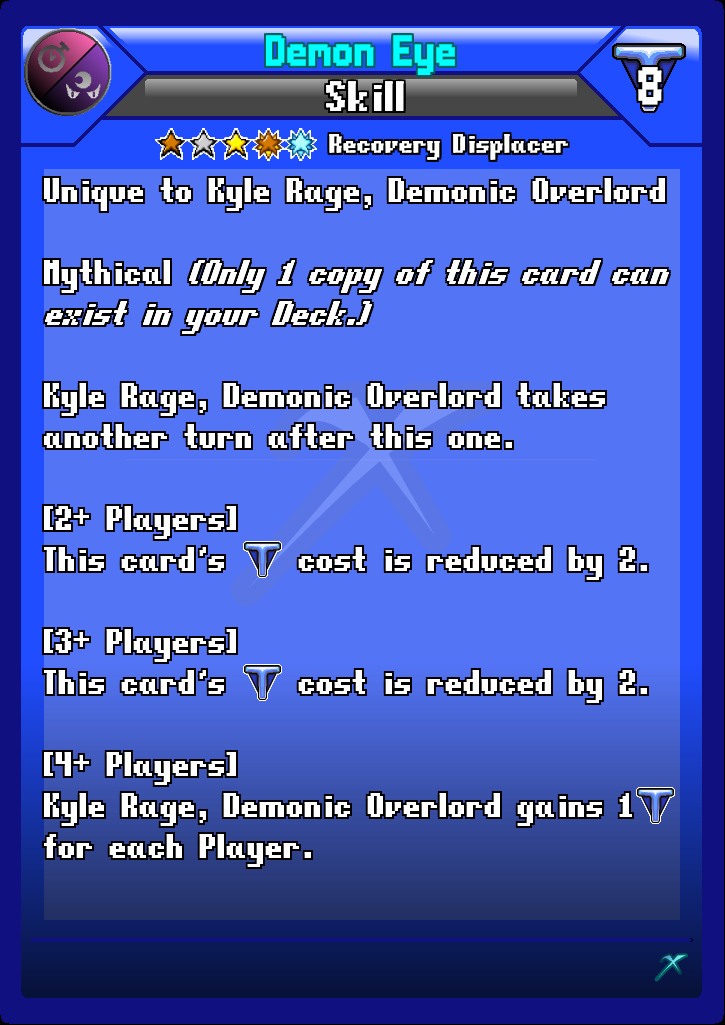 Demon Eye
8
Skill
Recovery Displacer
Unique to Kyle Rage, Demonic Overlord
Mythical (Only 1 copy of this card can
exist in your Deck.)
Kyle Rage, Demonic Overlord takes
another turn after this one.
[2+ Players]
This card's T cost is reduced by 2.
[3+ Players]
This card's T cost is reduced by 2.
[4+ Players]
Kyle Rage, Demonic Overlord gains 1T
for each Player.